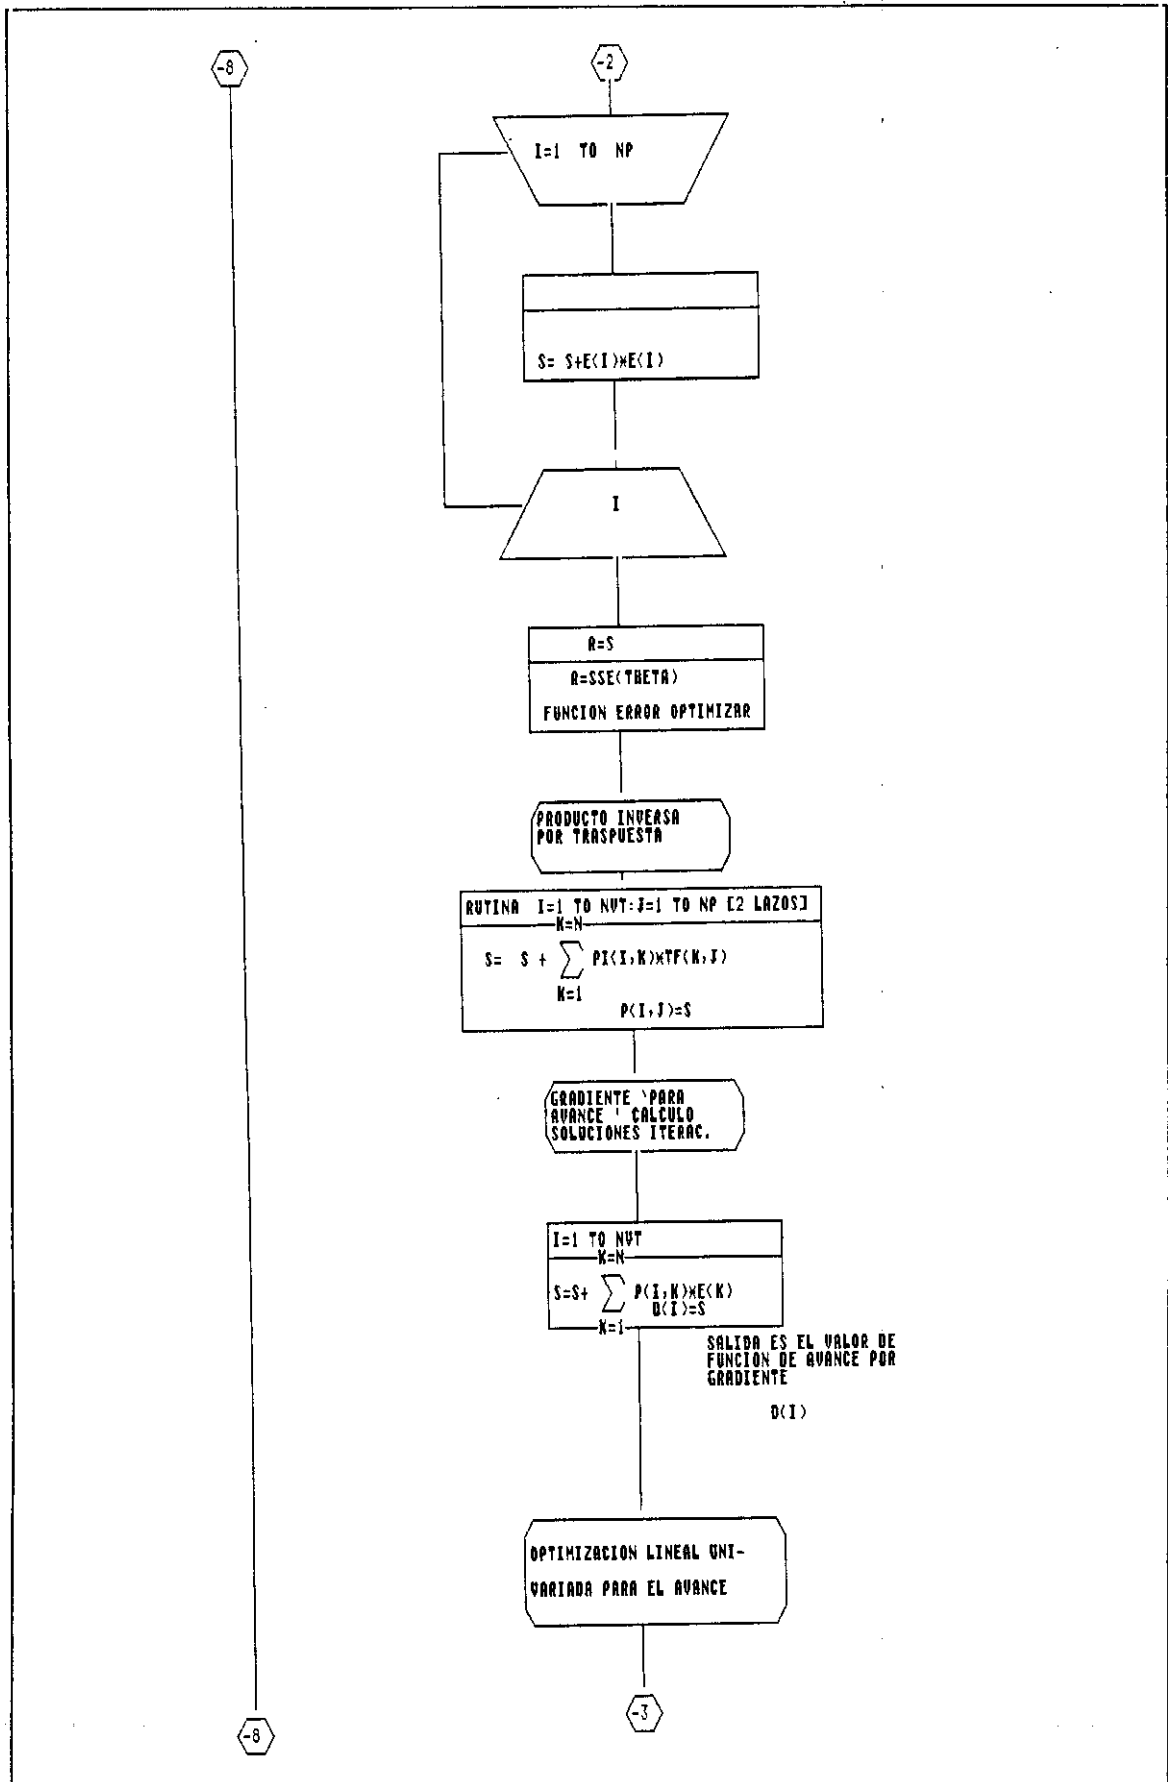 -8
-2
I=1 TO NP
S= S+E(I)*E(I)
I
R=S
R=SSE(THETA)
FUNCION ERROR OPTIMIZAR
PRODUCTO INVERSA
POR TRASPUESTA
RUTINA I=1 TO NVT:J=1 TO NP [2 LAZOS]
K=N
S= S + ∑ PI(I,K)*TF(K,J)
K=1
P(I,J)=S
GRADIENTE 'PARA
AVANCE ' CALCULO
SOLUCIONES ITERAC.
I=1 TO NVT
K=N
S=S+ ∑ P(I,K)*E(K)
D(I)=S
K=1
SALIDA ES EL VALOR DE
FUNCION DE AVANCE POR
GRADIENTE
D(I)
OPTIMIZACION LINEAL UNI-
VARIADA PARA EL AVANCE
-8
-3